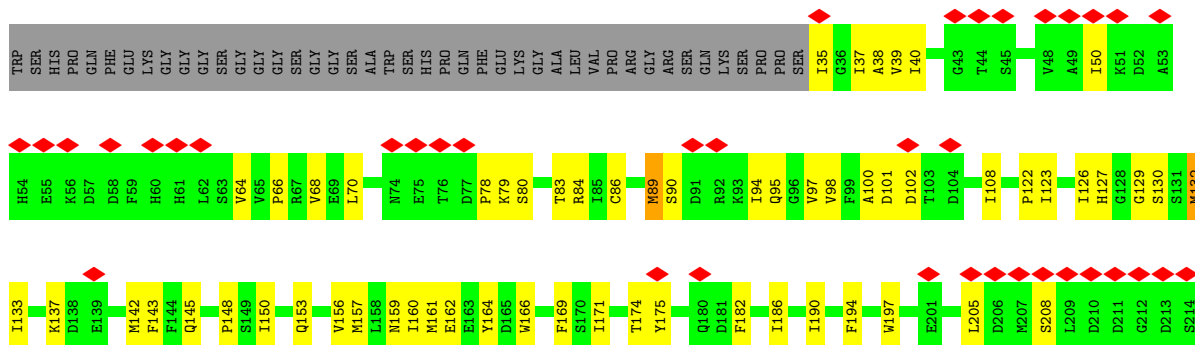 TRP SER HIS PRO GLN PHE GLU LYS GLY GLY GLY SER GLY GLY GLY SER GLY GLY SER ALA TRP SER HIS PRO GLN PHE GLU LYS GLY ALA LEU VAL PRO ARG GLY SER GLN LYS SER PRO PRO SER I35 G36 I37 A38 V39 I40 G43 T44 S45 V48 A49 I50 K51 D52 A53
H54 E55 K56 D57 D58 F59 H60 H61 L62 S63 V64 V65 P66 R67 V68 E69 L70 N74 E75 T76 D77 P78 K79 S80 T83 R84 I85 C86 M89 S90 D91 R92 K93 I94 Q95 G96 V97 V98 F99 A100 D101 D102 T103 D104 I108 P122 I123 I126 H127 G128 G129 S130 S131 M132
I133 K137 D138 E139 M142 F143 F144 Q145 P148 S149 I150 Q153 V156 M157 L158 N159 I160 M161 E162 E163 Y164 D165 W166 F169 S170 I171 T174 Y175 Q180 D181 F182 I186 I190 F194 W197 E201 L205 D206 M207 S208 L209 D210 D211 G212 D213 S214